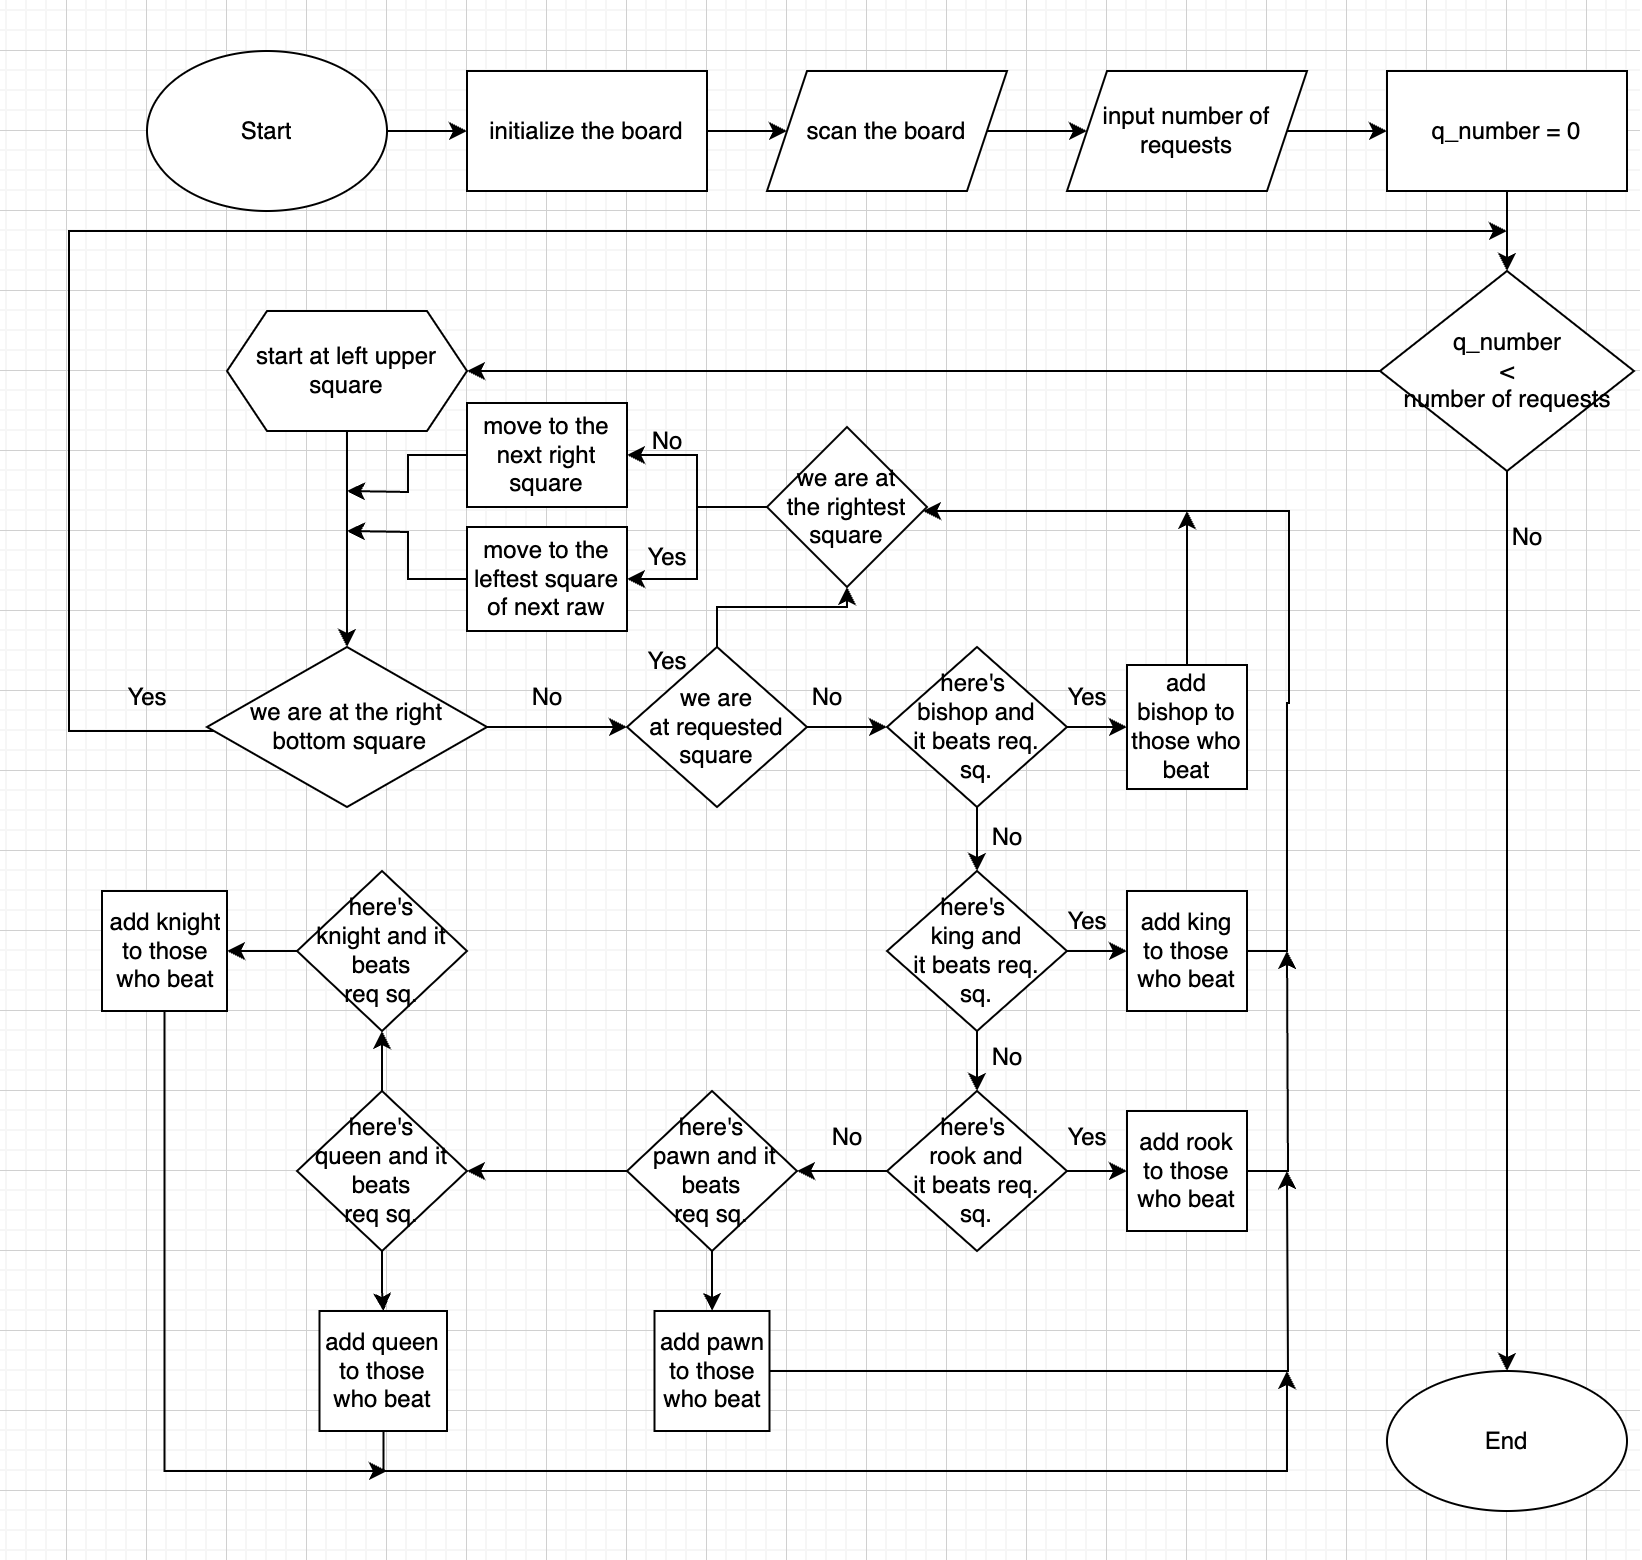 Start
initialize the board
scan the board
input number of
requests
q_number = 0
q_number
<
number of requests
start at left upper
square
move to the
next right
square
No
we are at
the rightest
square
No
move to the
leftest square
of next raw
Yes
Yes
we are at the right
bottom square
No
Yes
we are
at requested
square
No
here's
bishop and
it beats req.
sq.
Yes
add
bishop to
those who
beat
No
add knight
to those
who beat
here's
knight and it
beats
req sq.
here's
king and
it beats req.
sq.
Yes
add king
to those
who beat
No
here's
queen and it
beats
req sq.
here's
pawn and it
beats
req sq.
No
here's
rook and
it beats req.
sq.
Yes
add rook
to those
who beat
add queen
to those
who beat
add pawn
to those
who beat
End